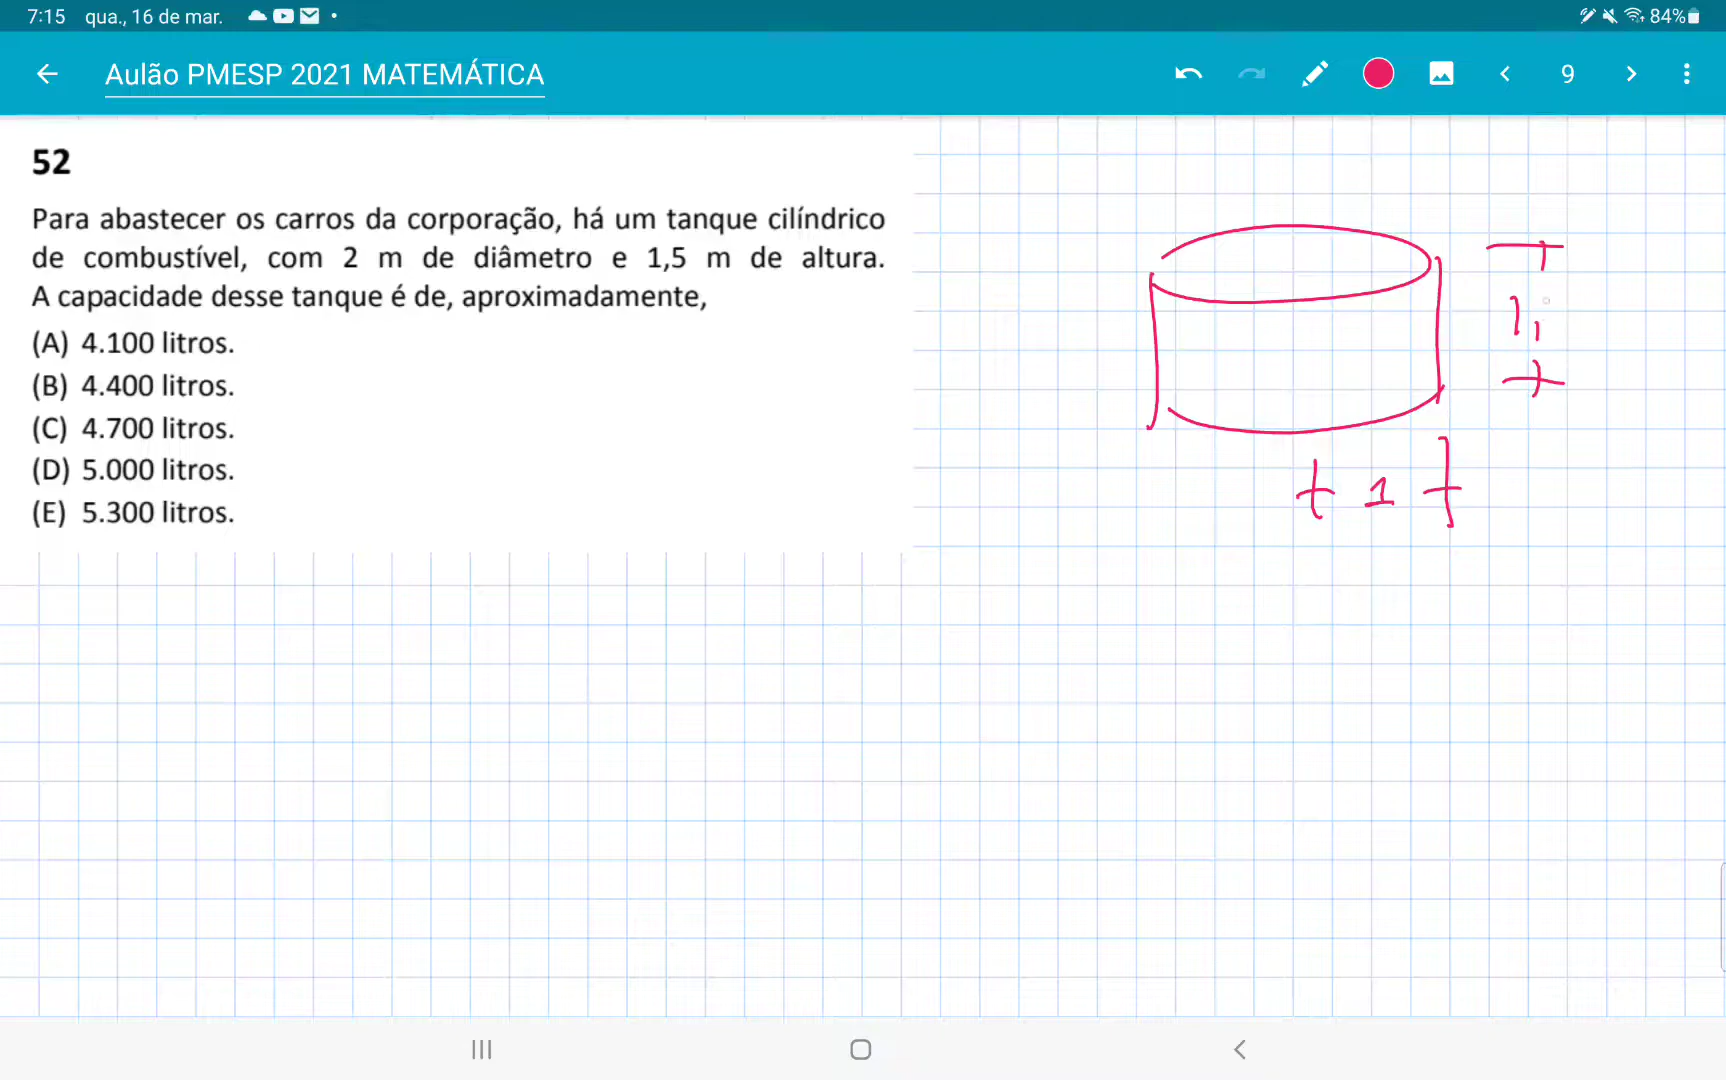 7:15 qua., 16 de mar. 84%
Aulão PMESP 2021 MATEMÁTICA 9
52
Para abastecer os carros da corporação, há um tanque cilíndrico
de combustível, com 2 m de diâmetro e 1,5 m de altura.
A capacidade desse tanque é de, aproximadamente,
(A) 4.100 litros.
(B) 4.400 litros.
(C) 4.700 litros.
(D) 5.000 litros.
(E) 5.300 litros.
1,
1